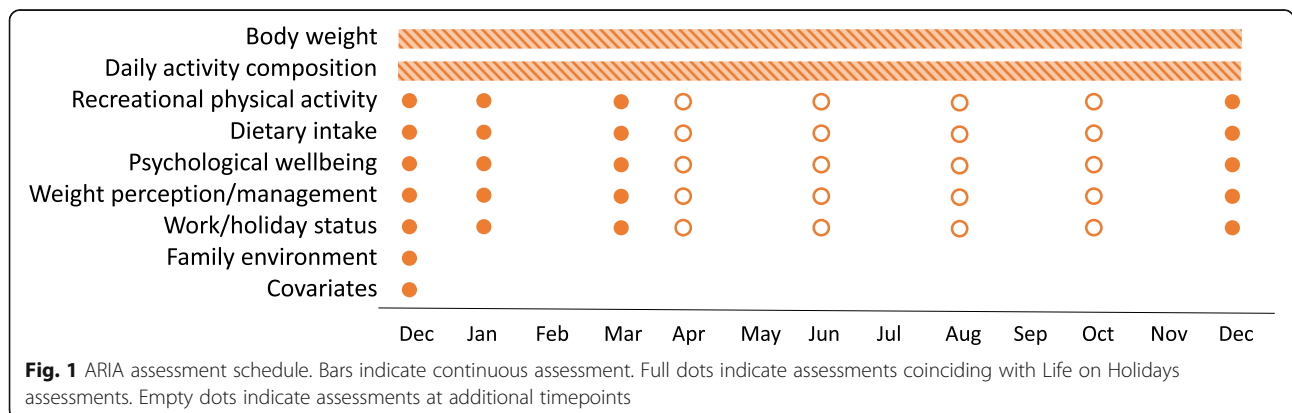 Body weight
Daily activity composition
Recreational physical activity
Dietary intake
Psychological wellbeing
Weight perception/management
Work/holiday status
Family environment
Covariates
Dec Jan Feb Mar Apr May Jun Jul Aug Sep Oct Nov Dec
Fig. 1 ARIA assessment schedule. Bars indicate continuous assessment. Full dots indicate assessments coinciding with Life on Holidays
assessments. Empty dots indicate assessments at additional timepoints